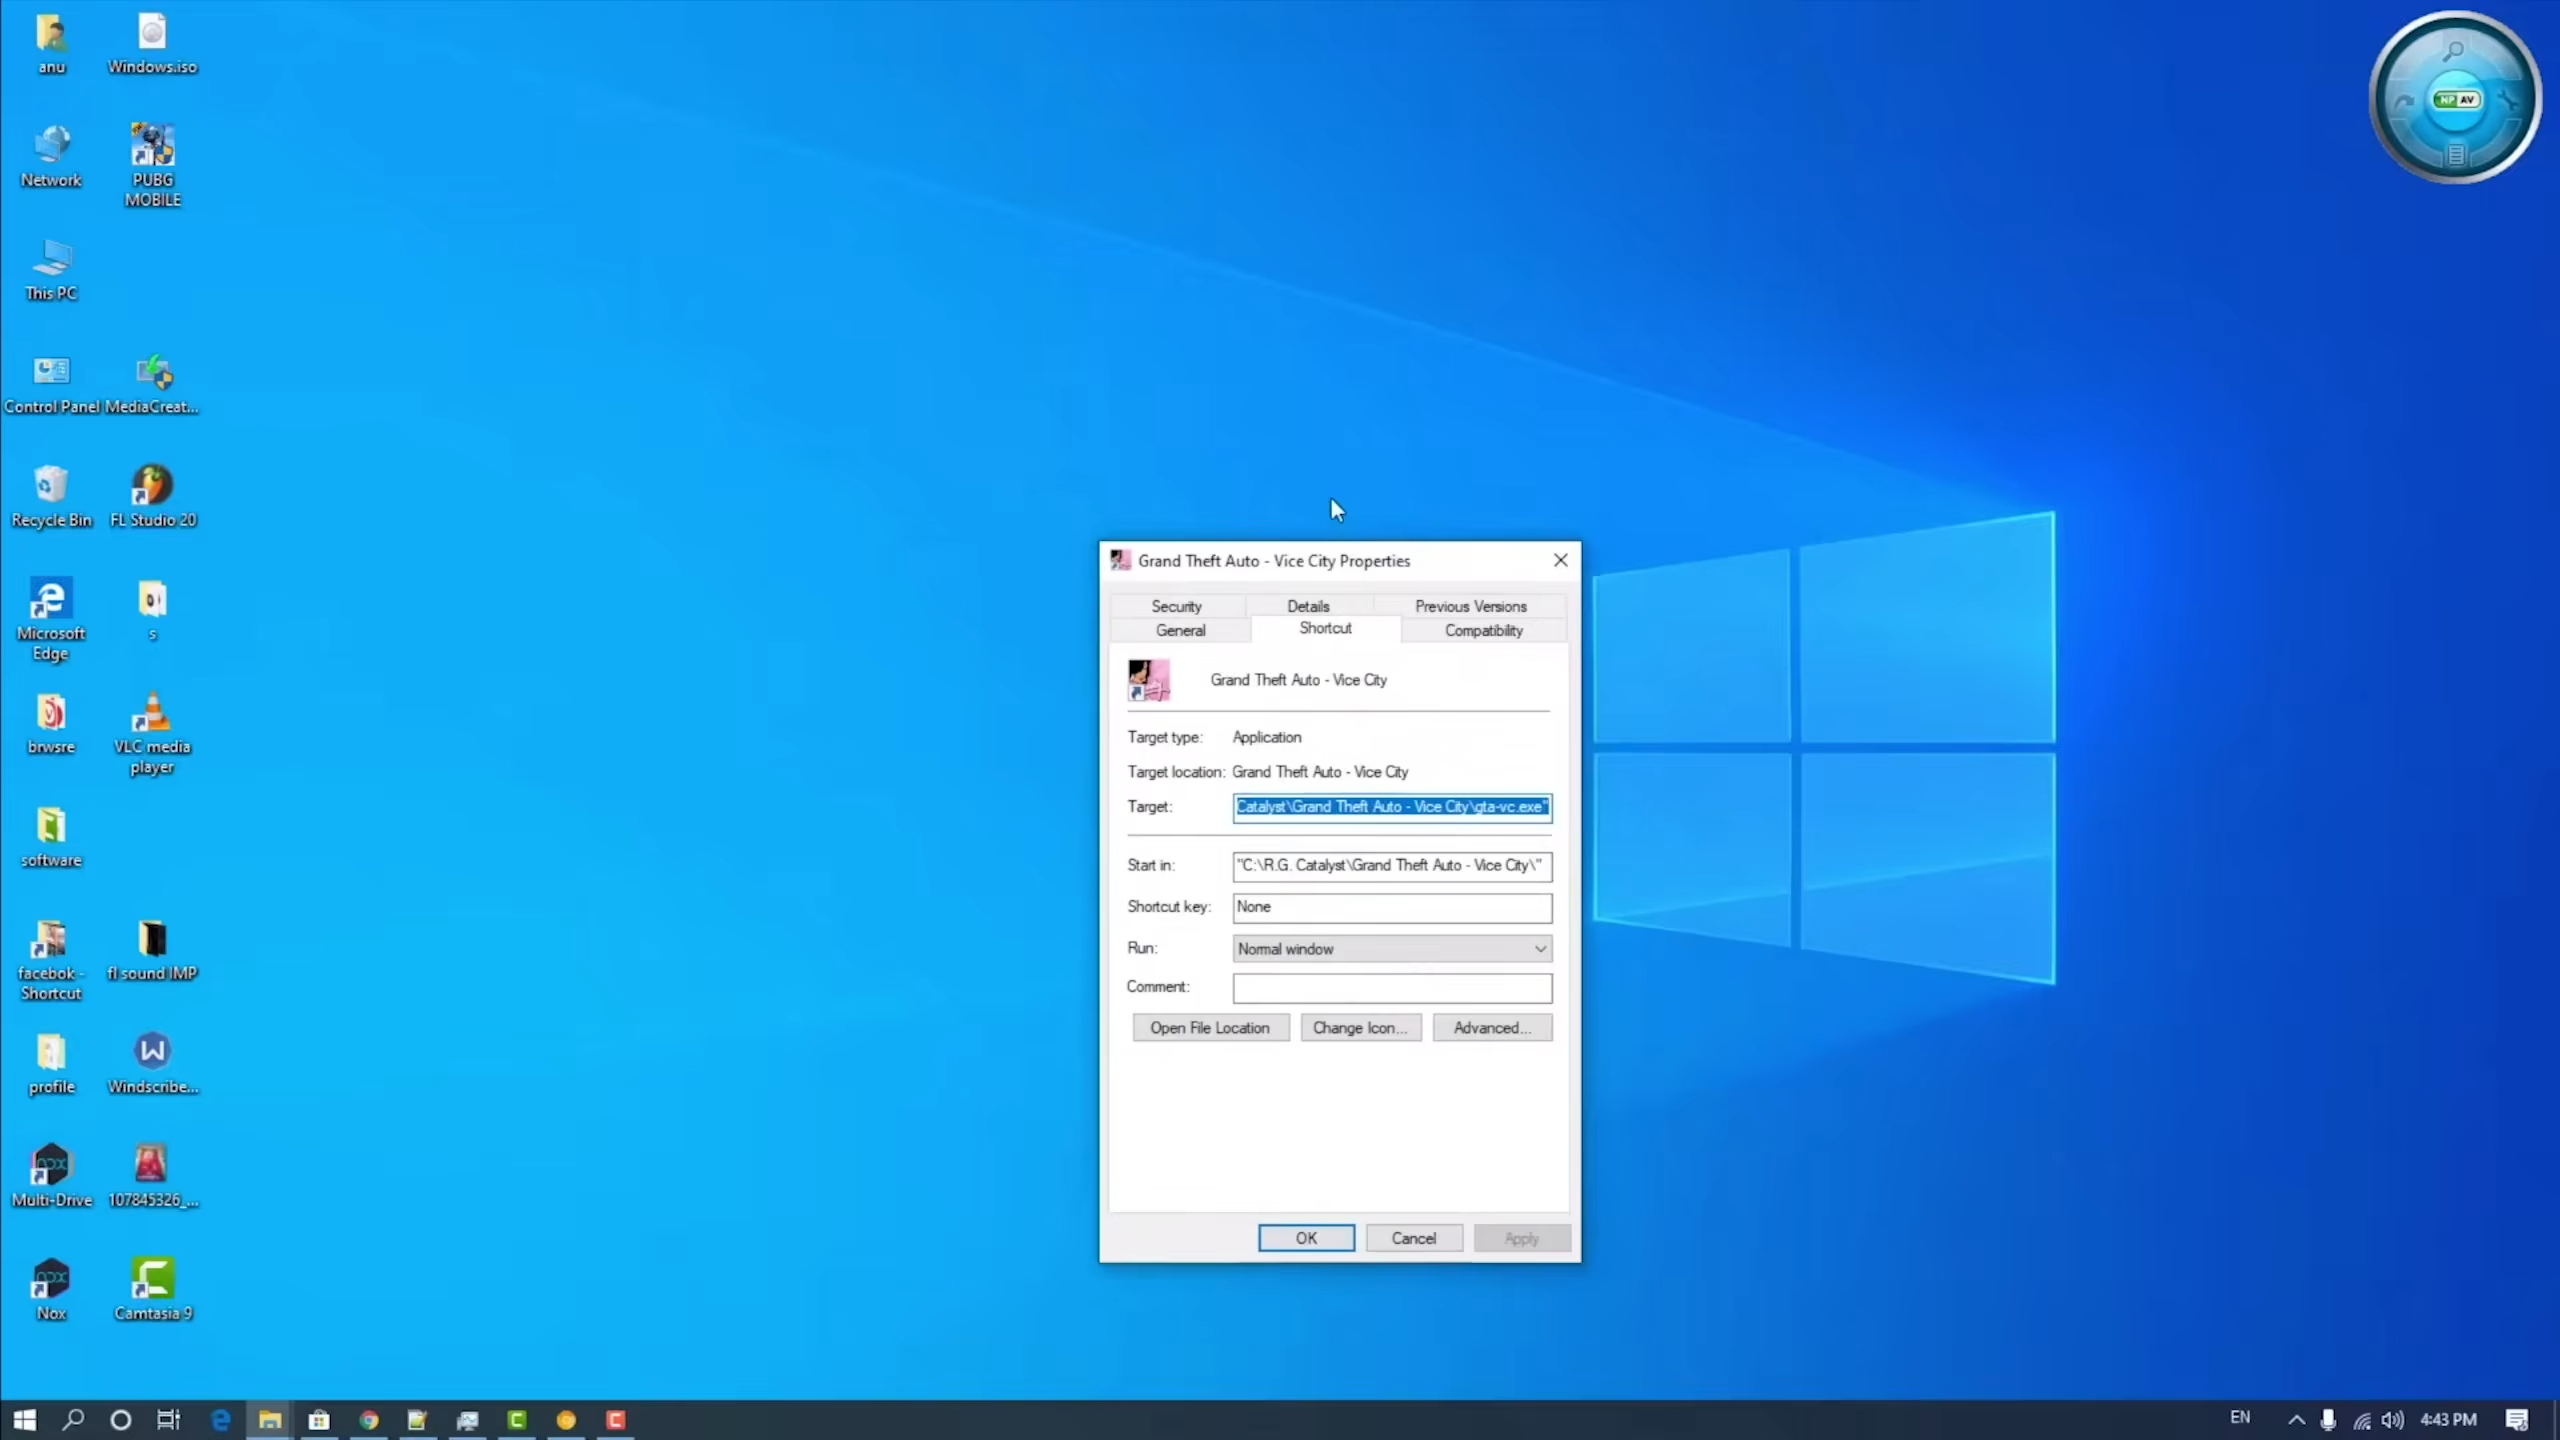 anu
Windows.iso
Network
PUBG
MOBILE
This PC
Control Panel
MediaCreat...
Recycle Bin
FL Studio 20
Microsoft
Edge
s
brwsre
VLC media
player
software
facebok -
Shortcut
fl sound IMP
profile
Windscribe...
Multi-Drive
107845326_...
Nox
Camtasia 9
NP AV
Grand Theft Auto - Vice City Properties
Security
Details
Previous Versions
General
Shortcut
Compatibility
Grand Theft Auto - Vice City
Target type: Application
Target location: Grand Theft Auto - Vice City
Target: Catalyst\Grand Theft Auto - Vice City\gta-vc.exe"
Start in: "C:\R.G. Catalyst\Grand Theft Auto - Vice City\"
Shortcut key: None
Run: Normal window
Comment:
Open File Location
Change Icon...
Advanced...
OK
Cancel
Apply
EN
4:43 PM